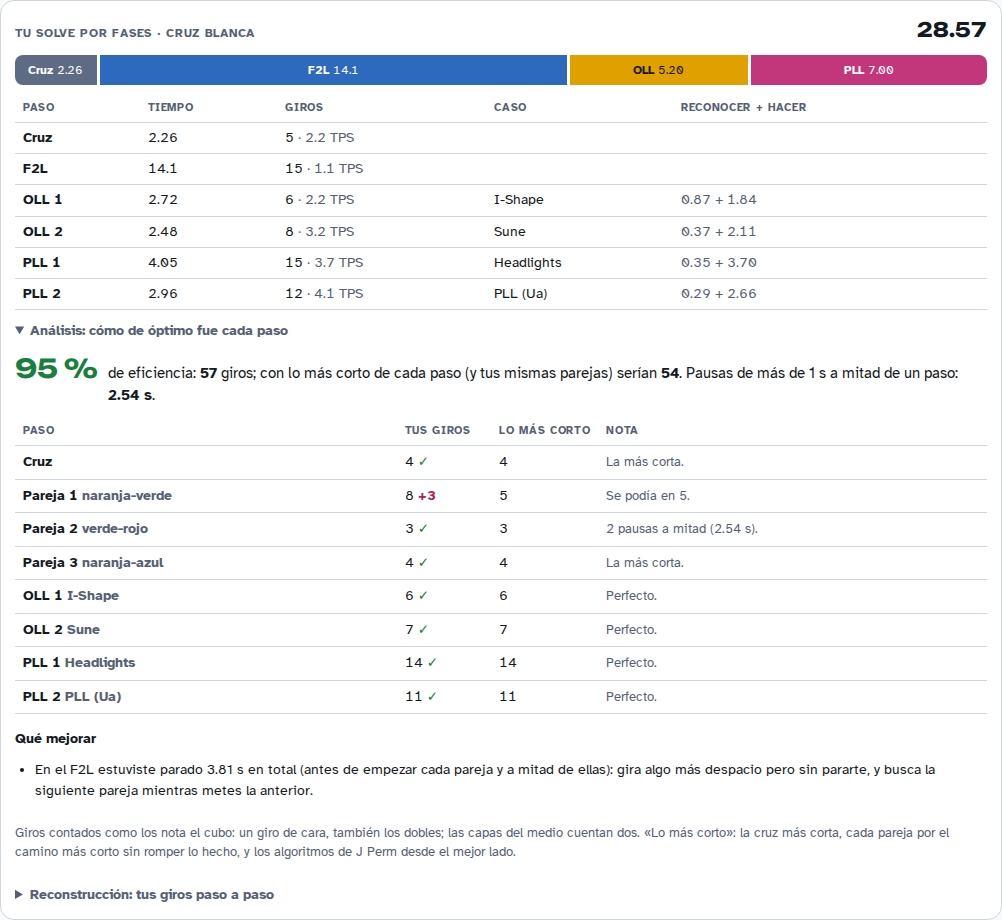 TU SOLVE POR FASES · CRUZ BLANCA 28.57
Cruz 2.26 F2L 14.1 OLL 5.20 PLL 7.00
PASO TIEMPO GIROS CASO RECONOCER + HACER
Cruz 2.26 5 · 2.2 TPS
F2L 14.1 15 · 1.1 TPS
OLL 1 2.72 6 · 2.2 TPS I-Shape 0.87 + 1.84
OLL 2 2.48 8 · 3.2 TPS Sune 0.37 + 2.11
PLL 1 4.05 15 · 3.7 TPS Headlights 0.35 + 3.70
PLL 2 2.96 12 · 4.1 TPS PLL (Ua) 0.29 + 2.66
▼ Análisis: cómo de óptimo fue cada paso
95 % de eficiencia: 57 giros; con lo más corto de cada paso (y tus mismas parejas) serían 54. Pausas de más de 1 s a mitad de un paso:
2.54 s.
PASO TUS GIROS LO MÁS CORTO NOTA
Cruz 4 ✓ 4 La más corta.
Pareja 1 naranja-verde 8 +3 5 Se podía en 5.
Pareja 2 verde-rojo 3 ✓ 3 2 pausas a mitad (2.54 s).
Pareja 3 naranja-azul 4 ✓ 4 La más corta.
OLL 1 I-Shape 6 ✓ 6 Perfecto.
OLL 2 Sune 7 ✓ 7 Perfecto.
PLL 1 Headlights 14 ✓ 14 Perfecto.
PLL 2 PLL (Ua) 11 ✓ 11 Perfecto.
Qué mejorar
• En el F2L estuviste parado 3.81 s en total (antes de empezar cada pareja y a mitad de ellas): gira algo más despacio pero sin pararte, y busca la
siguiente pareja mientras metes la anterior.
Giros contados como los nota el cubo: un giro de cara, también los dobles; las capas del medio cuentan dos. «Lo más corto»: la cruz más corta, cada pareja por el
camino más corto sin romper lo hecho, y los algoritmos de J Perm desde el mejor lado.
▶ Reconstrucción: tus giros paso a paso